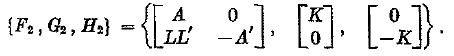 {F₂, G₂, H₂} = { [ A 0 ; LL′ −A′ ], [ K ; 0 ], [ 0 ; −K ] }.